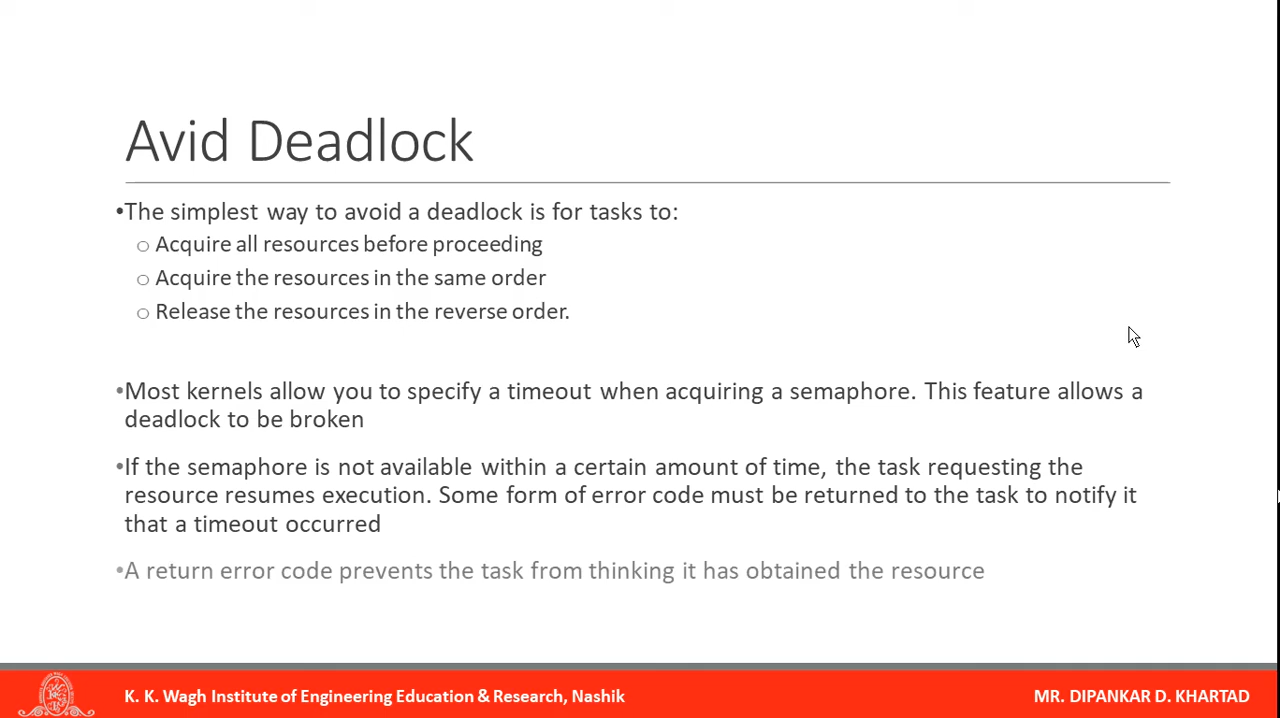 Avid Deadlock
•The simplest way to avoid a deadlock is for tasks to:
o Acquire all resources before proceeding
o Acquire the resources in the same order
o Release the resources in the reverse order.
•Most kernels allow you to specify a timeout when acquiring a semaphore. This feature allows a
deadlock to be broken
•If the semaphore is not available within a certain amount of time, the task requesting the
resource resumes execution. Some form of error code must be returned to the task to notify it
that a timeout occurred
•A return error code prevents the task from thinking it has obtained the resource
K. K. Wagh Institute of Engineering Education & Research, Nashik
MR. DIPANKAR D. KHARTAD